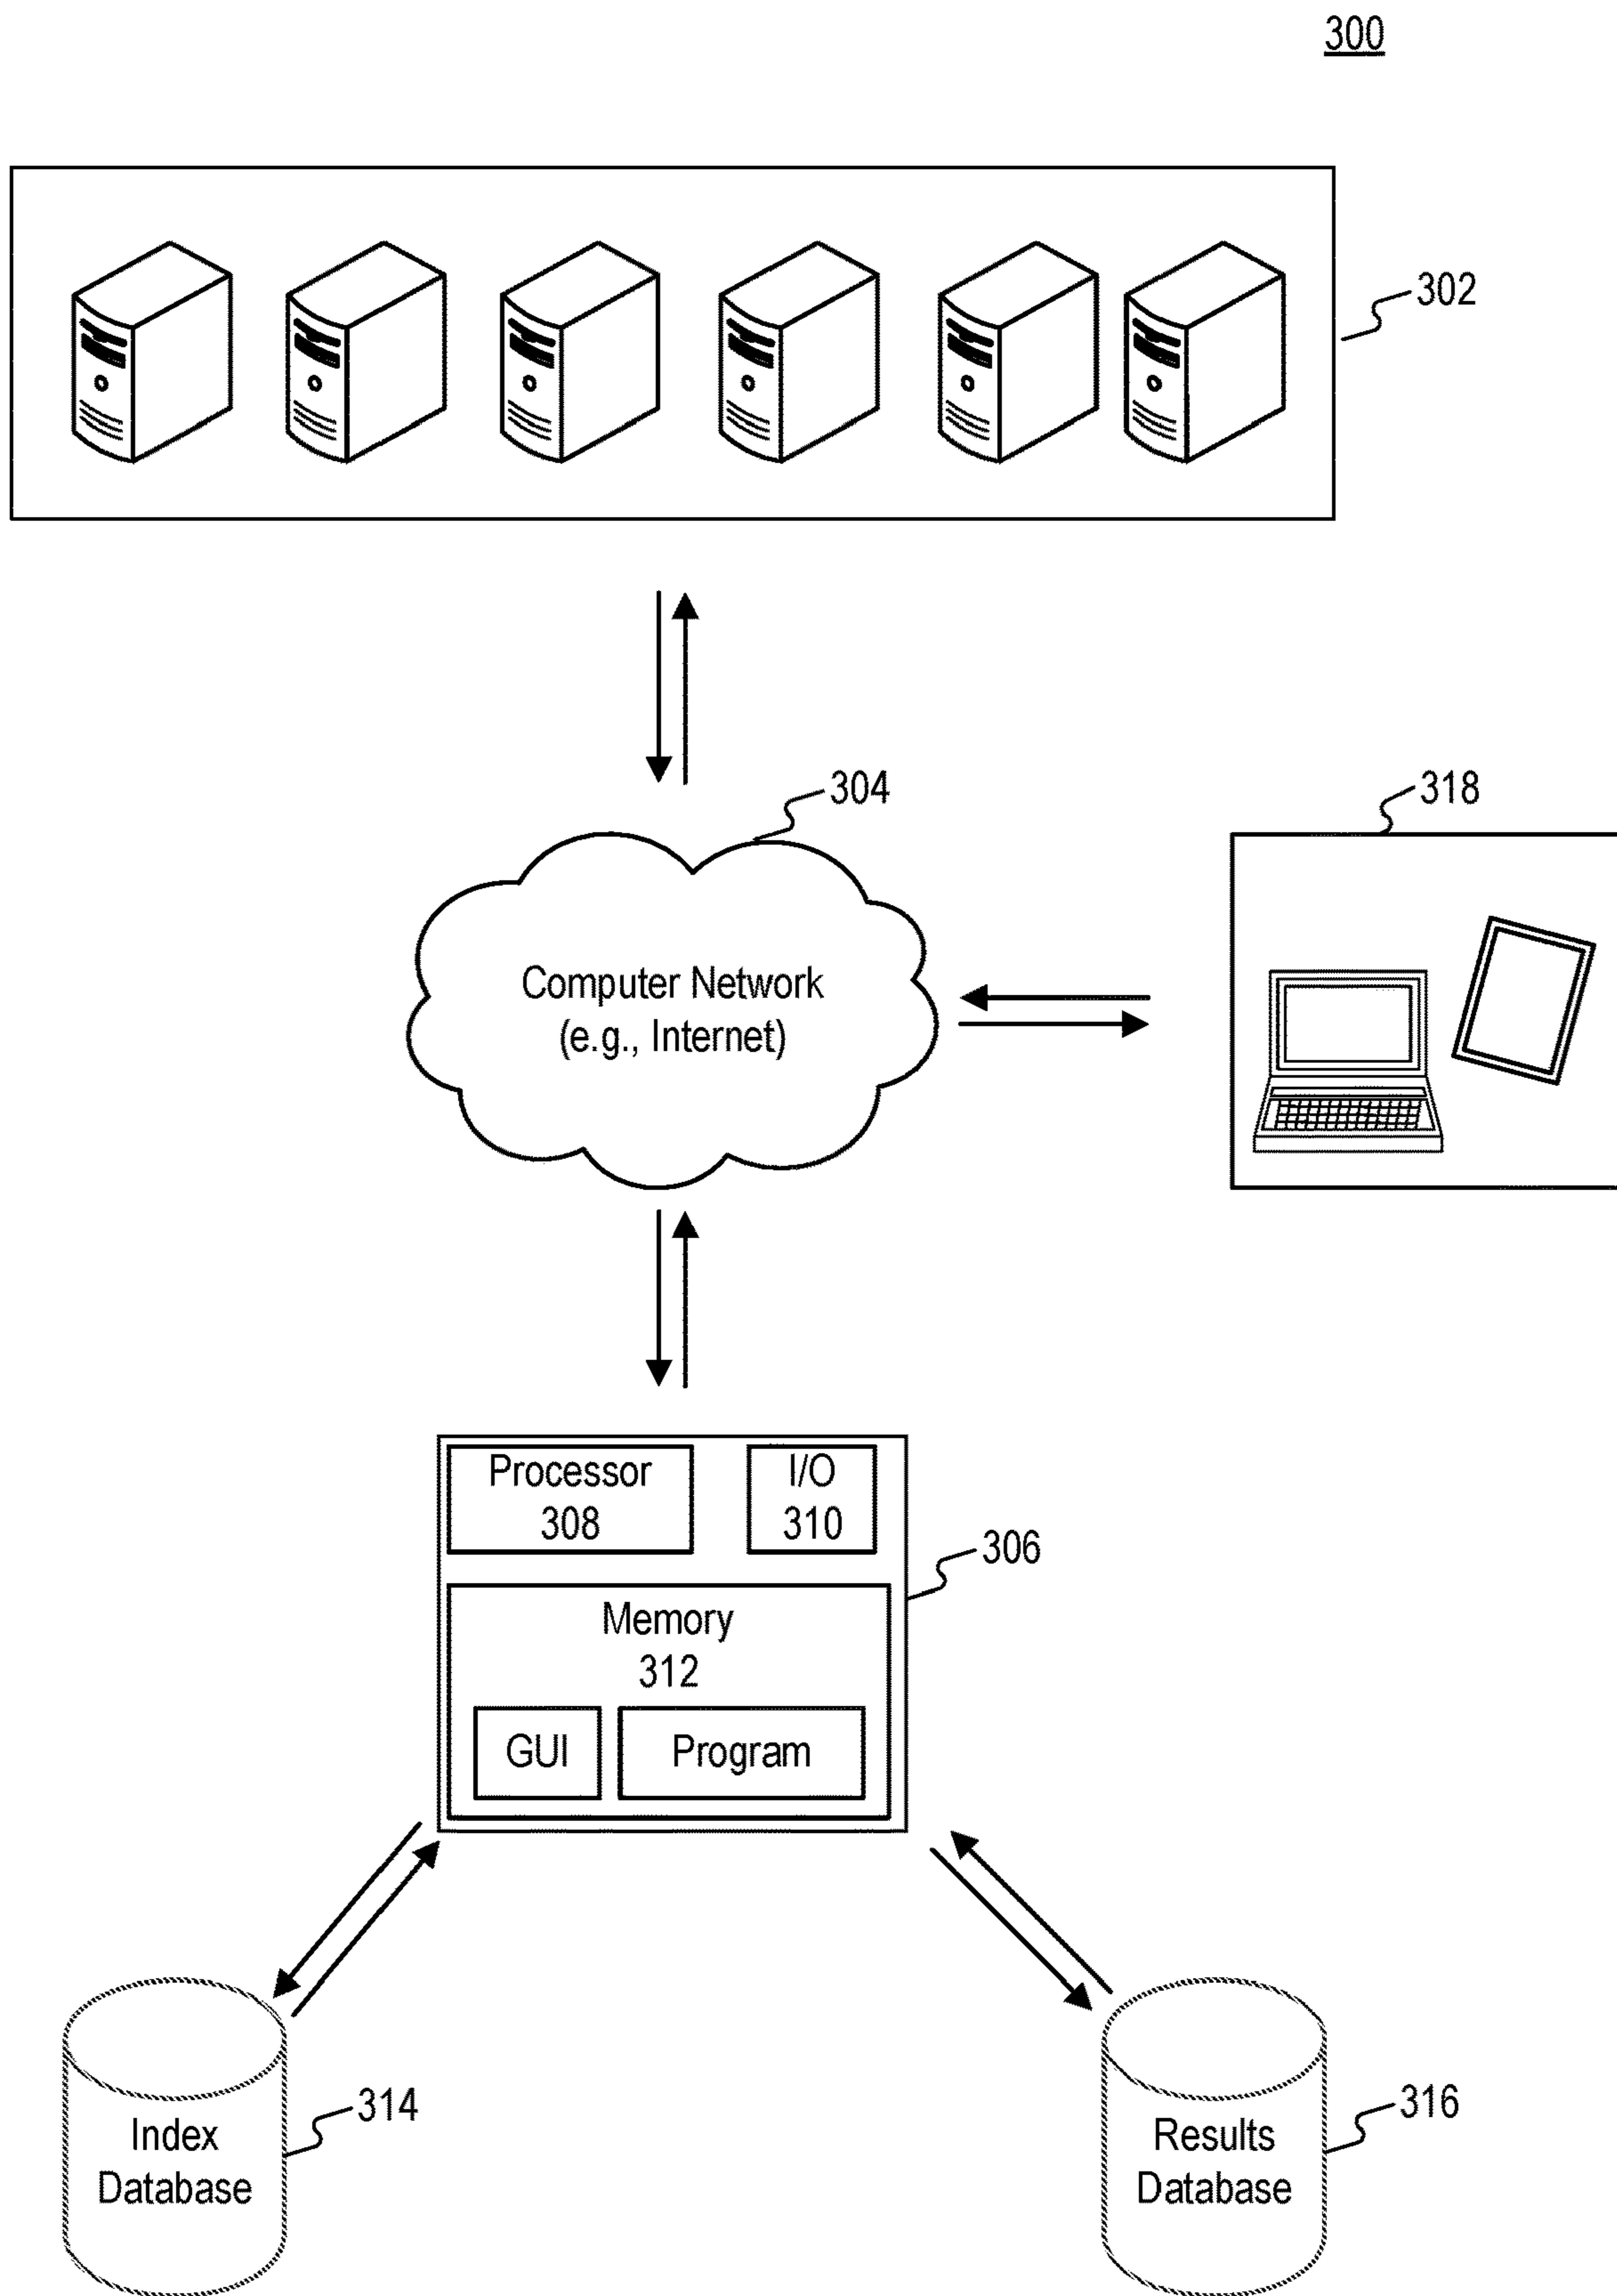 300
302
304
318
Computer Network
(e.g., Internet)
Processor
308
I/O
310
306
Memory
312
GUI
Program
314
Index
Database
316
Results
Database